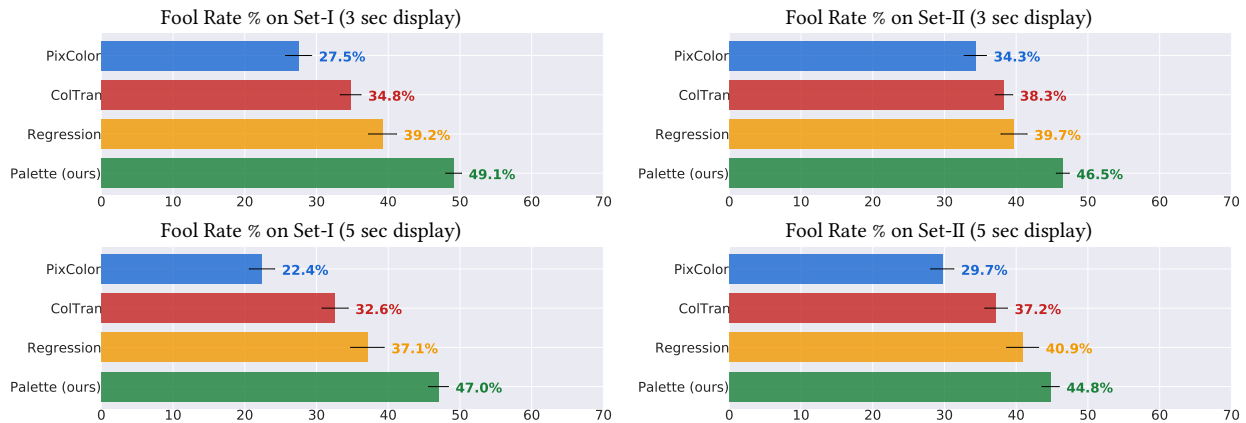 Fool Rate % on Set-I (3 sec display)
PixColor 27.5%
ColTran 34.8%
Regression 39.2%
Palette (ours) 49.1%
0 10 20 30 40 50 60 70
Fool Rate % on Set-II (3 sec display)
PixColor 34.3%
ColTran 38.3%
Regression 39.7%
Palette (ours) 46.5%
0 10 20 30 40 50 60 70
Fool Rate % on Set-I (5 sec display)
PixColor 22.4%
ColTran 32.6%
Regression 37.1%
Palette (ours) 47.0%
0 10 20 30 40 50 60 70
Fool Rate % on Set-II (5 sec display)
PixColor 29.7%
ColTran 37.2%
Regression 40.9%
Palette (ours) 44.8%
0 10 20 30 40 50 60 70